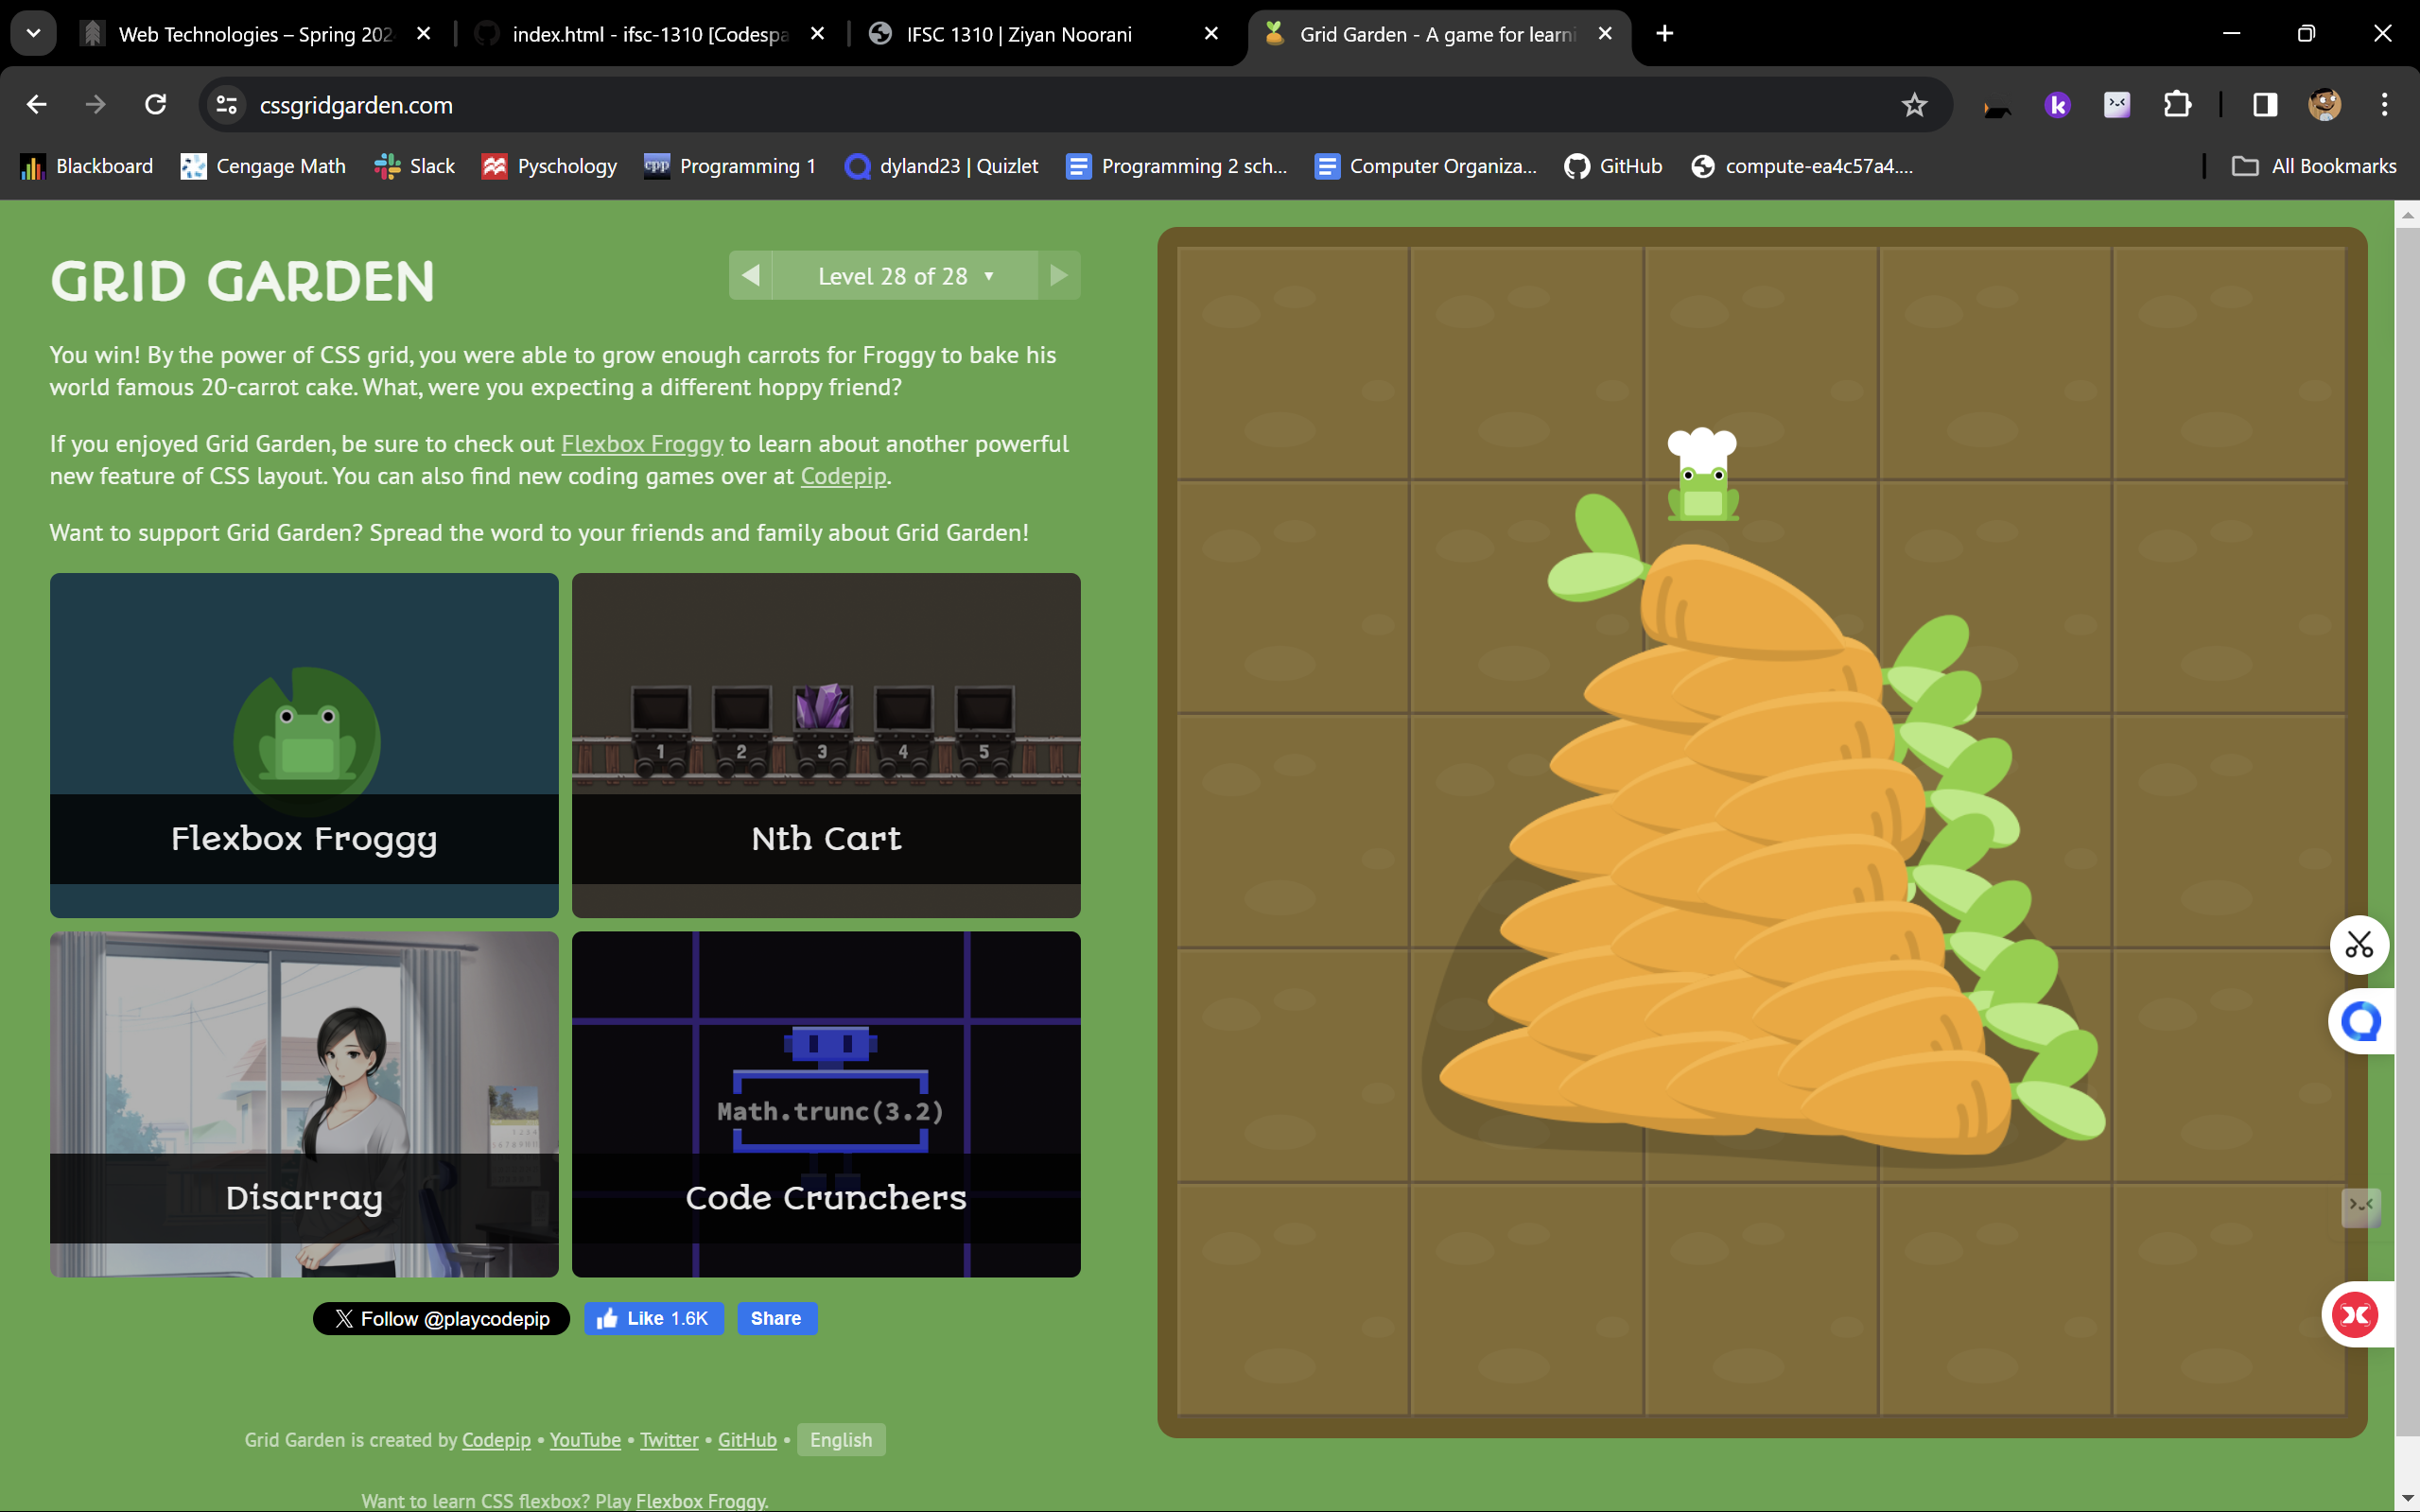 Web Technologies – Spring 202
index.html - ifsc-1310 [Codespa
IFSC 1310 | Ziyan Noorani
Grid Garden - A game for learni
cssgridgarden.com
Blackboard
Cengage Math
Slack
Pyschology
cpp Programming 1
dyland23 | Quizlet
Programming 2 sch...
Computer Organiza...
GitHub
compute-ea4c57a4....
All Bookmarks
GRID GARDEN
Level 28 of 28
You win! By the power of CSS grid, you were able to grow enough carrots for Froggy to bake his
world famous 20-carrot cake. What, were you expecting a different hoppy friend?
If you enjoyed Grid Garden, be sure to check out Flexbox Froggy to learn about another powerful
new feature of CSS layout. You can also find new coding games over at Codepip.
Want to support Grid Garden? Spread the word to your friends and family about Grid Garden!
1 2 3 4 5
Flexbox Froggy
Nth Cart
Math.trunc(3.2)
Disarray
Code Crunchers
X Follow @playcodepip
Like 1.6K
Share
Grid Garden is created by Codepip • YouTube • Twitter • GitHub • English
Want to learn CSS flexbox? Play Flexbox Froggy.